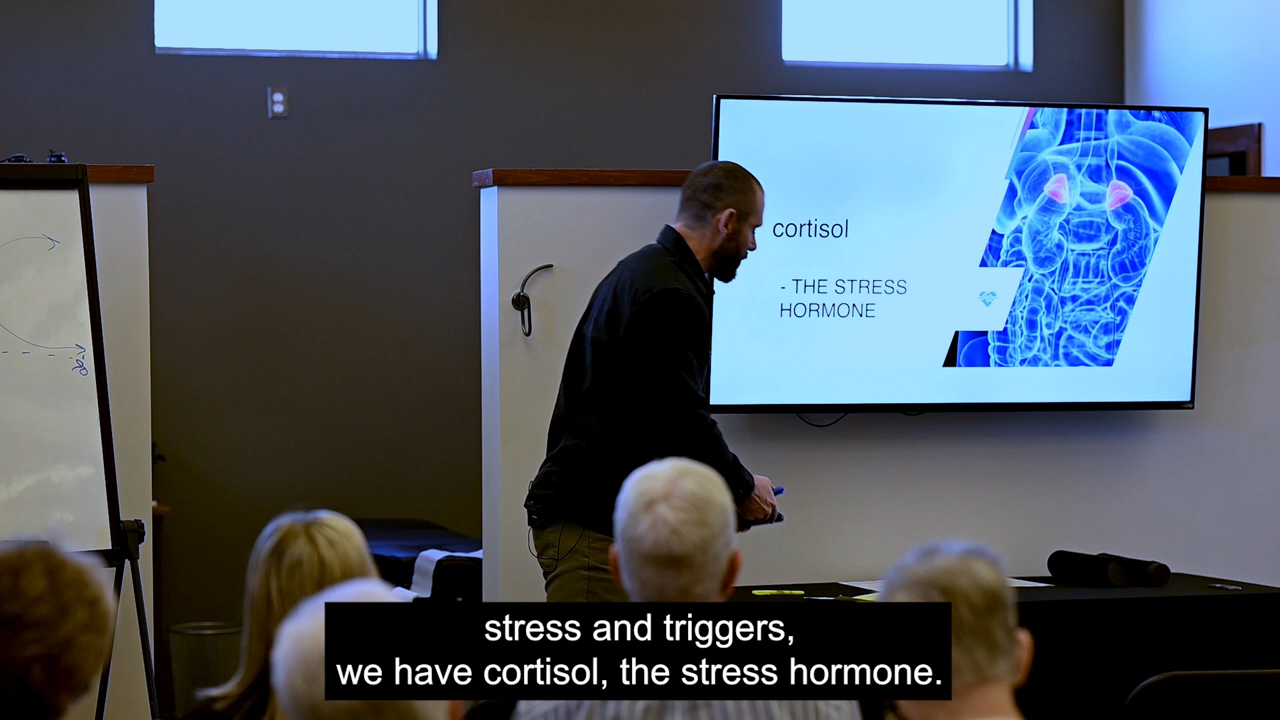 cortisol
- THE STRESS
HORMONE
stress and triggers,
we have cortisol, the stress hormone.